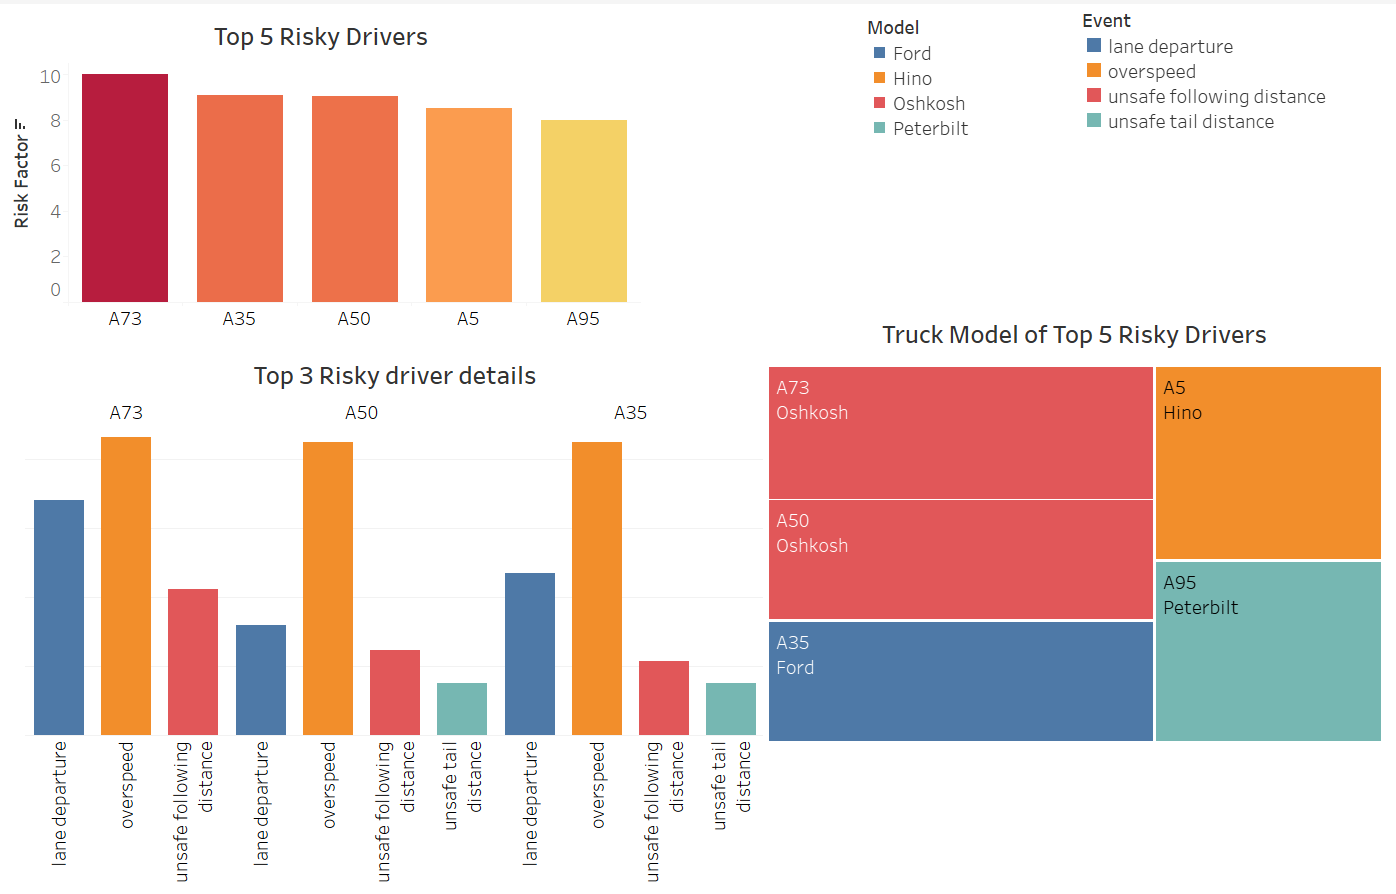 Top 5 Risky Drivers
Risk Factor
10
8
6
4
2
0
A73
A35
A50
A5
A95
Model
Ford
Hino
Oshkosh
Peterbilt
Event
lane departure
overspeed
unsafe following distance
unsafe tail distance
Top 3 Risky driver details
A73
A50
A35
lane departure
overspeed
unsafe following
distance
lane departure
overspeed
unsafe following
distance
unsafe tail
distance
lane departure
overspeed
unsafe following
distance
unsafe tail
distance
Truck Model of Top 5 Risky Drivers
A73
Oshkosh
A50
Oshkosh
A35
Ford
A5
Hino
A95
Peterbilt